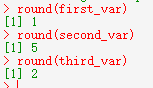 > round(first_var)
[1] 1
> round(second_var)
[1] 5
> round(third_var)
[1] 2